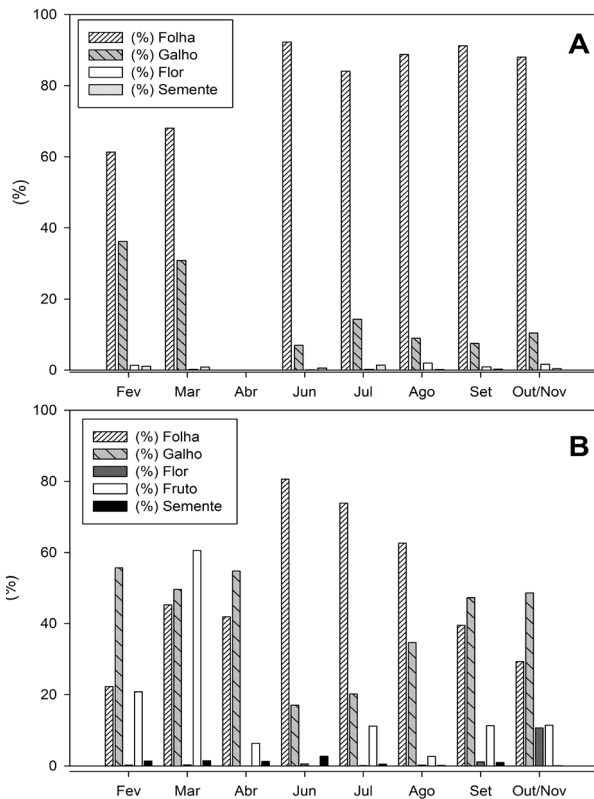 100
80
60
40
20
0
(%)
(%) Folha
(%) Galho
(%) Flor
(%) Semente
A
Fev Mar Abr Jun Jul Ago Set Out/Nov
100
80
60
40
20
0
(%)
(%) Folha
(%) Galho
(%) Flor
(%) Fruto
(%) Semente
B
Fev Mar Abr Jun Jul Ago Set Out/Nov